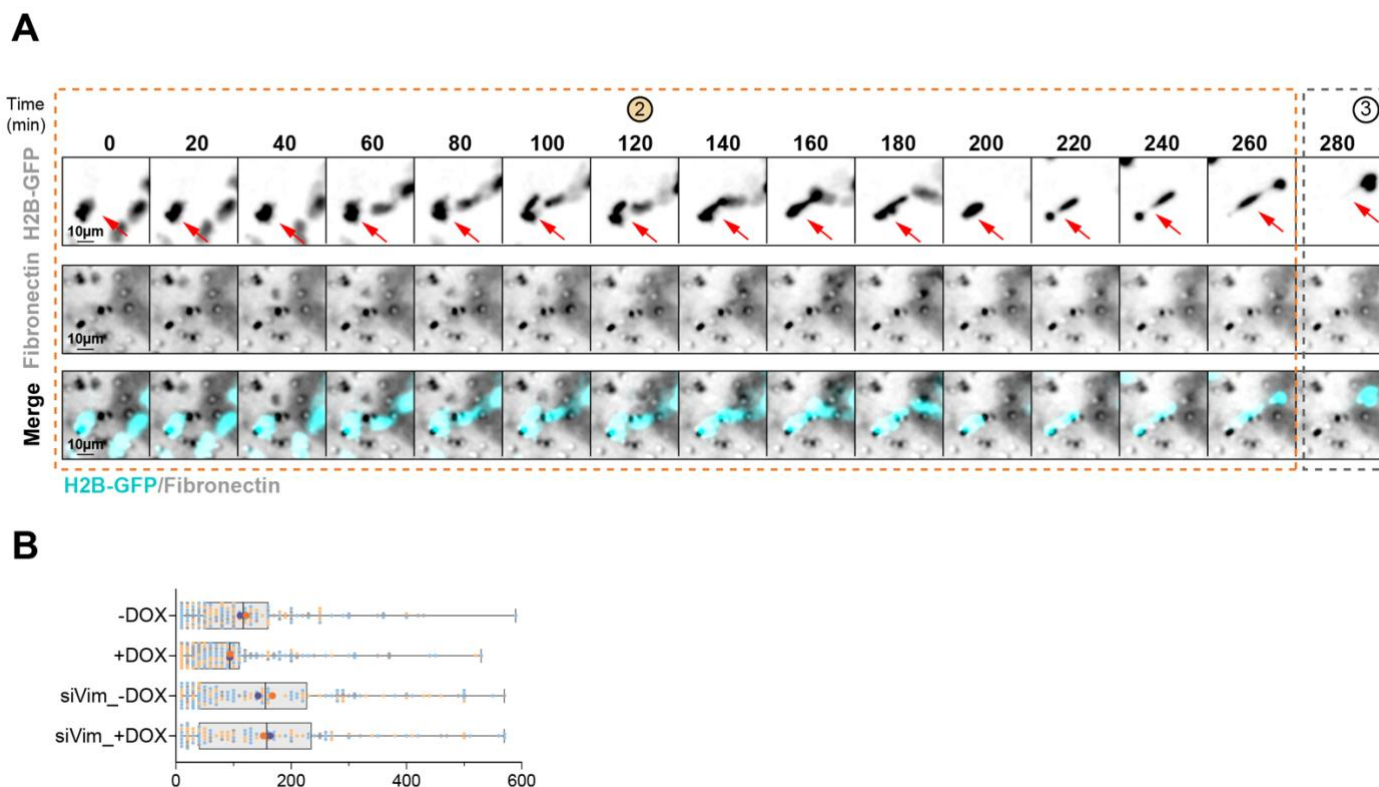 A
Time
(min)
② ③
0 20 40 60 80 100 120 140 160 180 200 220 240 260 280
H2B-GFP
10µm
Fibronectin
10µm
Merge
10µm
H2B-GFP/Fibronectin
B
-DOX
+DOX
siVim_-DOX
siVim_+DOX
0 200 400 600